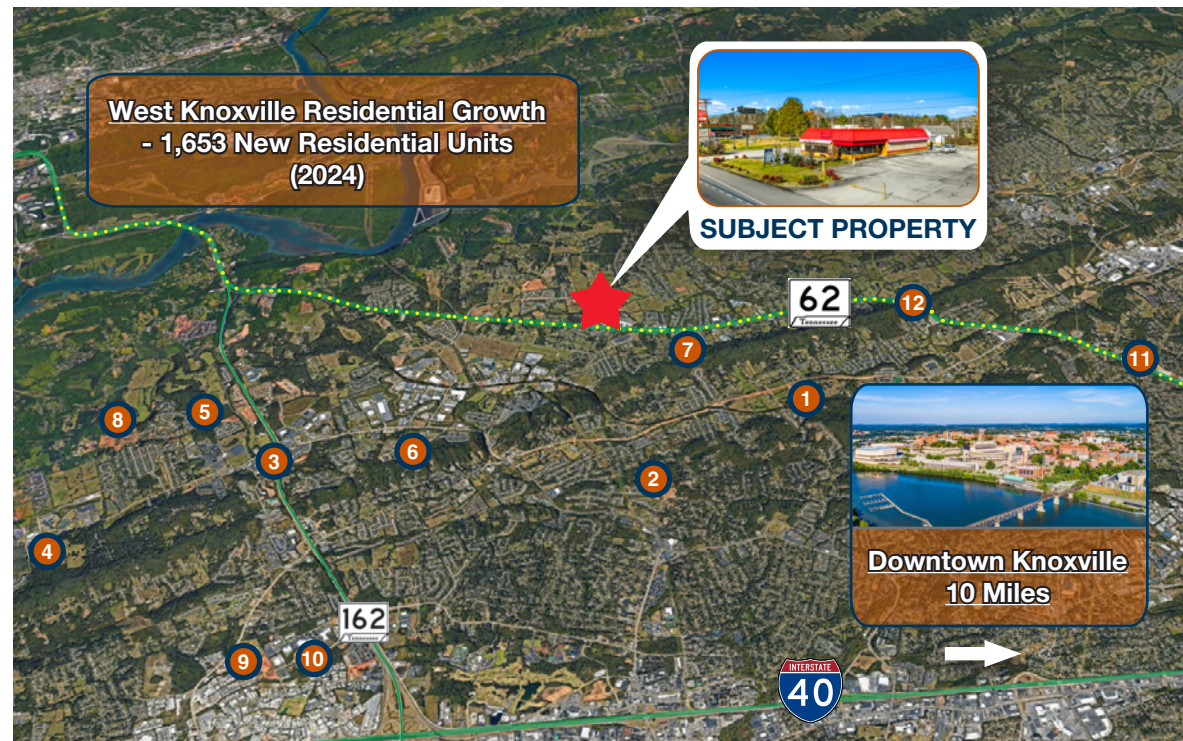 West Knoxville Residential Growth
- 1,653 New Residential Units
(2024)
SUBJECT PROPERTY
62
Tennessee
12
7
11
1
8
5
3
6
2
4
Downtown Knoxville
10 Miles
162
Tennessee
9
10
INTERSTATE
40